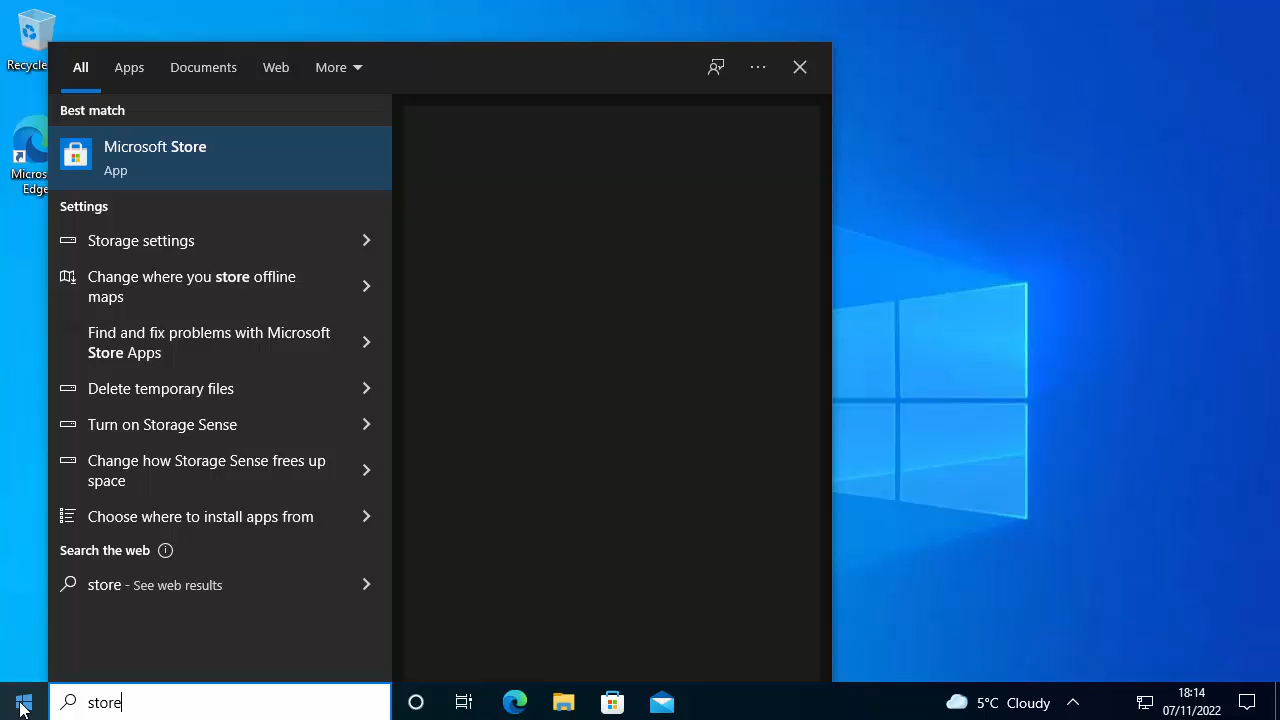 Recycle
Micros
Edge
All
Apps
Documents
Web
More
Best match
Microsoft Store
App
Settings
Storage settings
Change where you store offline
maps
Find and fix problems with Microsoft
Store Apps
Delete temporary files
Turn on Storage Sense
Change how Storage Sense frees up
space
Choose where to install apps from
Search the web
store - See web results
store
5°C Cloudy
18:14
07/11/2022